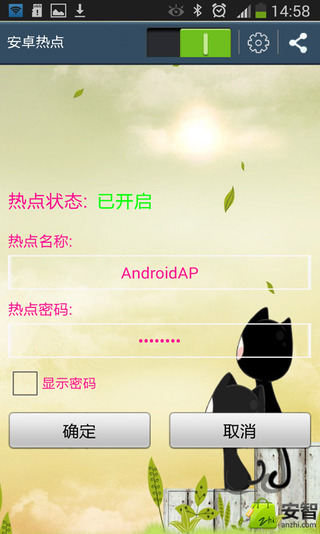 14:58
安卓热点
热点状态: 已开启
热点名称:
AndroidAP
热点密码:
••••••••
显示密码
确定 取消
安智
anzhi.com
zhi